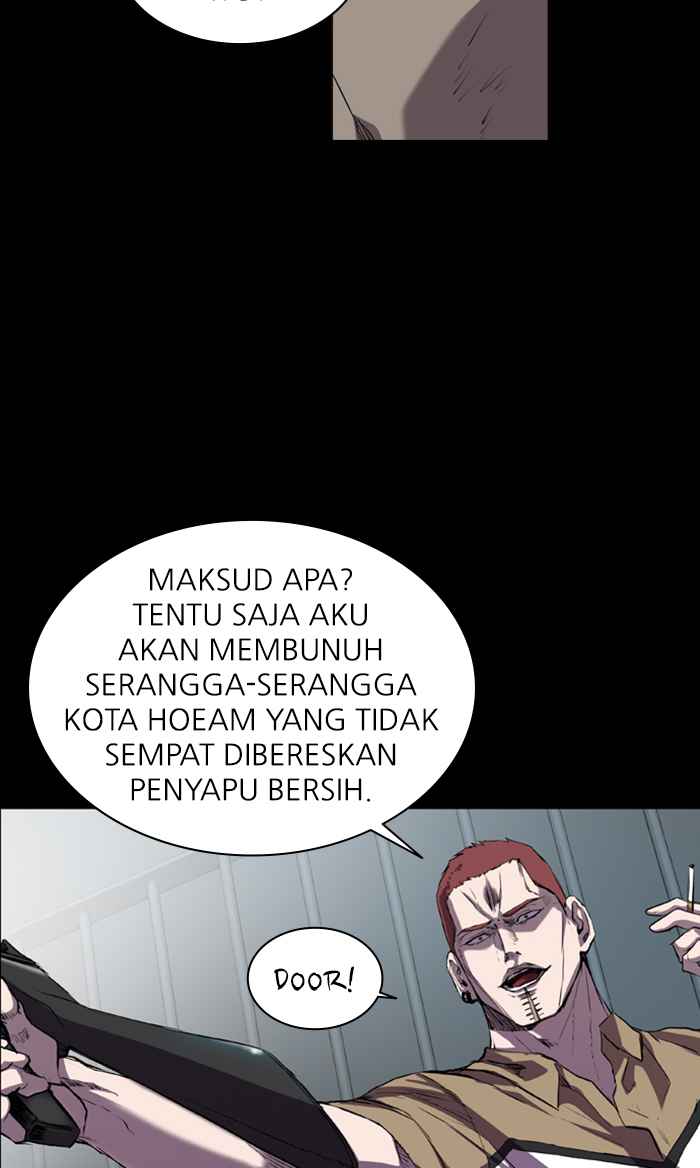 MAKSUD APA?
TENTU SAJA AKU
AKAN MEMBUNUH
SERANGGA-SERANGGA
KOTA HOEAM YANG TIDAK
SEMPAT DIBERESKAN
PENYAPU BERSIH.
DOOR!